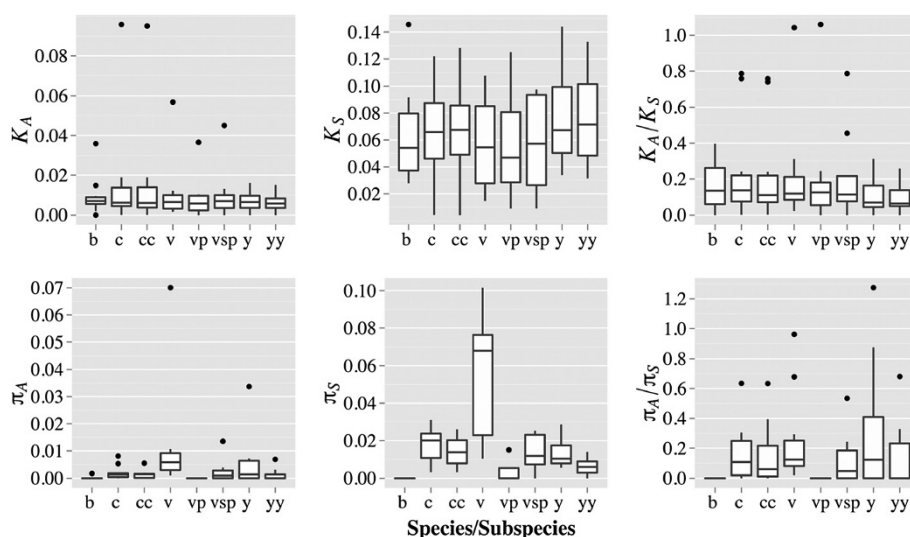 K_A
0.08
0.04
0.00
b c cc v vp vsp y yy
K_S
0.14
0.12
0.10
0.08
0.06
0.04
0.02
b c cc v vp vsp y yy
K_A/K_S
1.0
0.8
0.6
0.4
0.2
0.0
b c cc v vp vsp y yy
π_A
0.07
0.06
0.05
0.04
0.03
0.02
0.01
0.00
b c cc v vp vsp y yy
π_S
0.10
0.08
0.06
0.04
0.02
0.00
b c cc v vp vsp y yy
π_A/π_S
1.2
1.0
0.8
0.6
0.4
0.2
0.0
b c cc v vp vsp y yy
Species/Subspecies